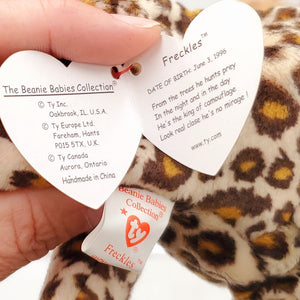 The Beanie Babies Collection®
© Ty Inc.
Oakbrook, IL. U.S.A.
© Ty Europe Ltd.
Fareham, Hants
PO15 5TX, U.K.
© Ty Canada
Aurora, Ontario
Handmade in China
Freckles™
DATE OF BIRTH: June 3, 1996
From the trees he hunts prey
In the night and in the day
He's the king of camouflage
Look real close he's no mirage !
www.ty.com
The
Beanie Babies
Collection®
ty
Freckles